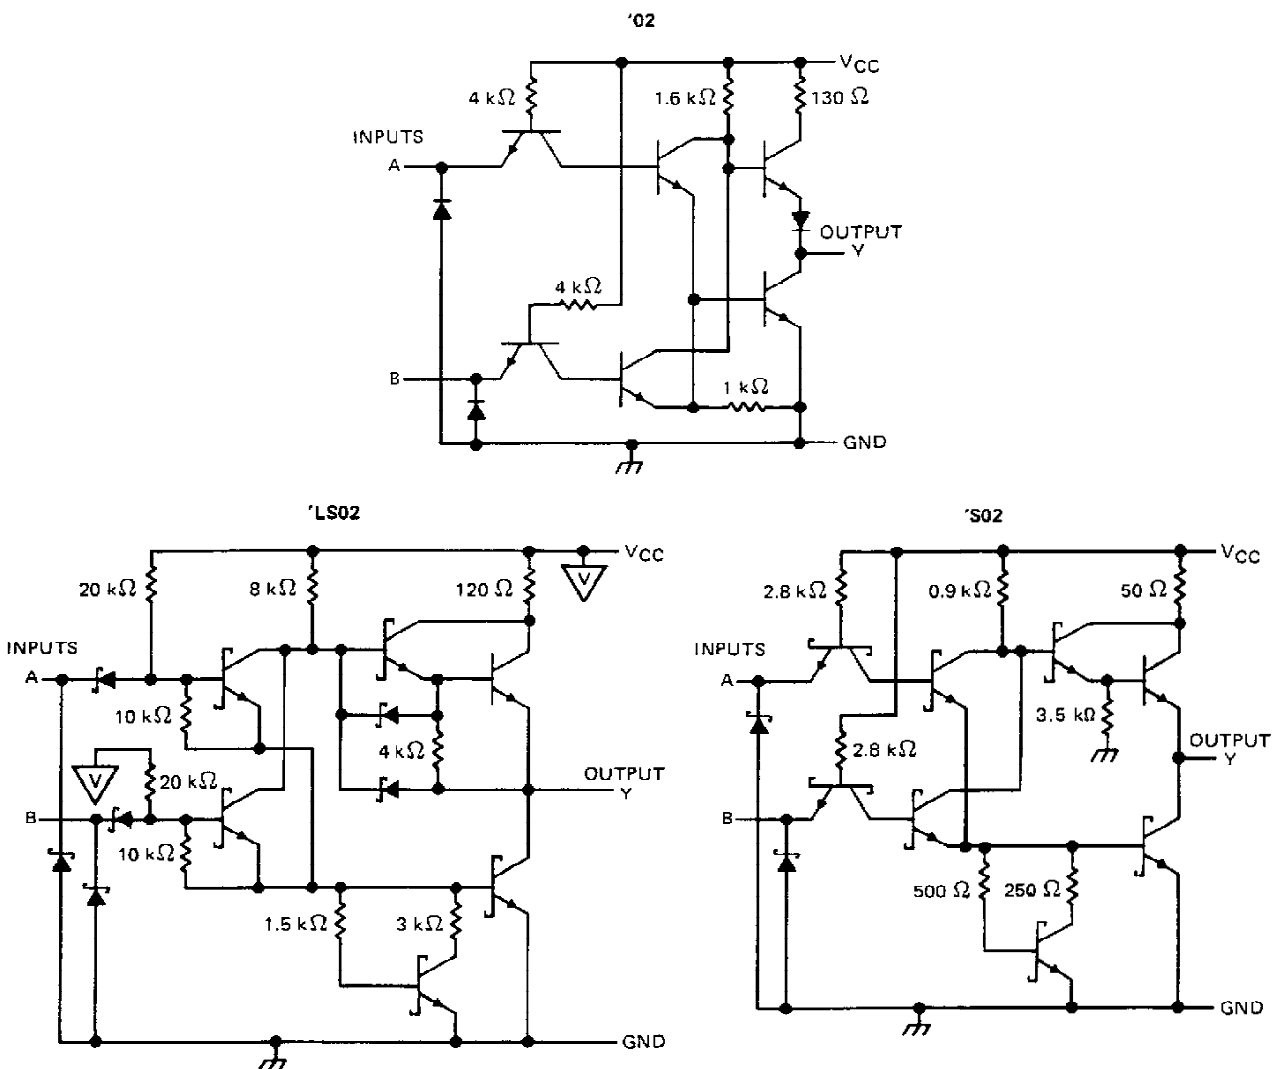 '02
VCC
4 kΩ
1.6 kΩ
130 Ω
INPUTS
A
OUTPUT
Y
4 kΩ
B
1 kΩ
GND
'LS02
VCC
V
20 kΩ
8 kΩ
120 Ω
INPUTS
A
10 kΩ
4 kΩ
V
20 kΩ
OUTPUT
Y
B
10 kΩ
1.5 kΩ
3 kΩ
GND
'S02
VCC
2.8 kΩ
0.9 kΩ
50 Ω
INPUTS
A
3.5 kΩ
2.8 kΩ
OUTPUT
Y
B
500 Ω
250 Ω
GND